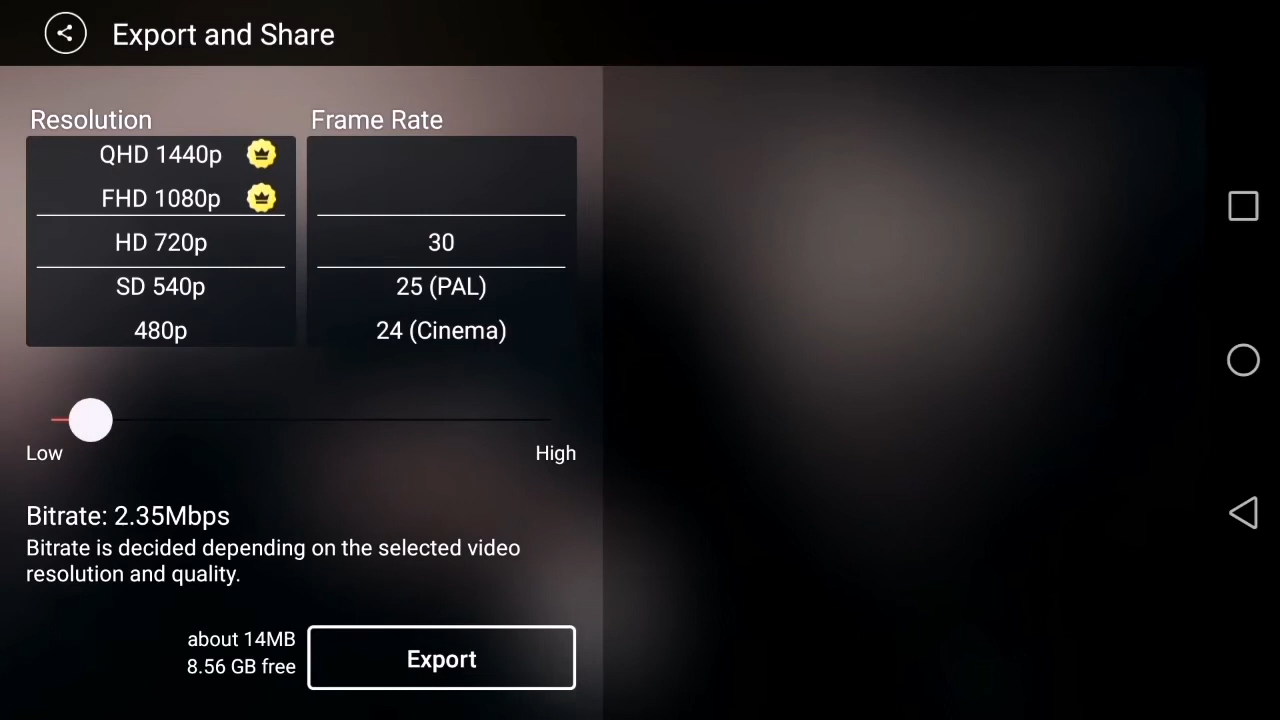 Export and Share
Resolution
Frame Rate
QHD 1440p
FHD 1080p
HD 720p
SD 540p
480p
30
25 (PAL)
24 (Cinema)
Low
High
Bitrate: 2.35Mbps
Bitrate is decided depending on the selected video
resolution and quality.
about 14MB
8.56 GB free
Export